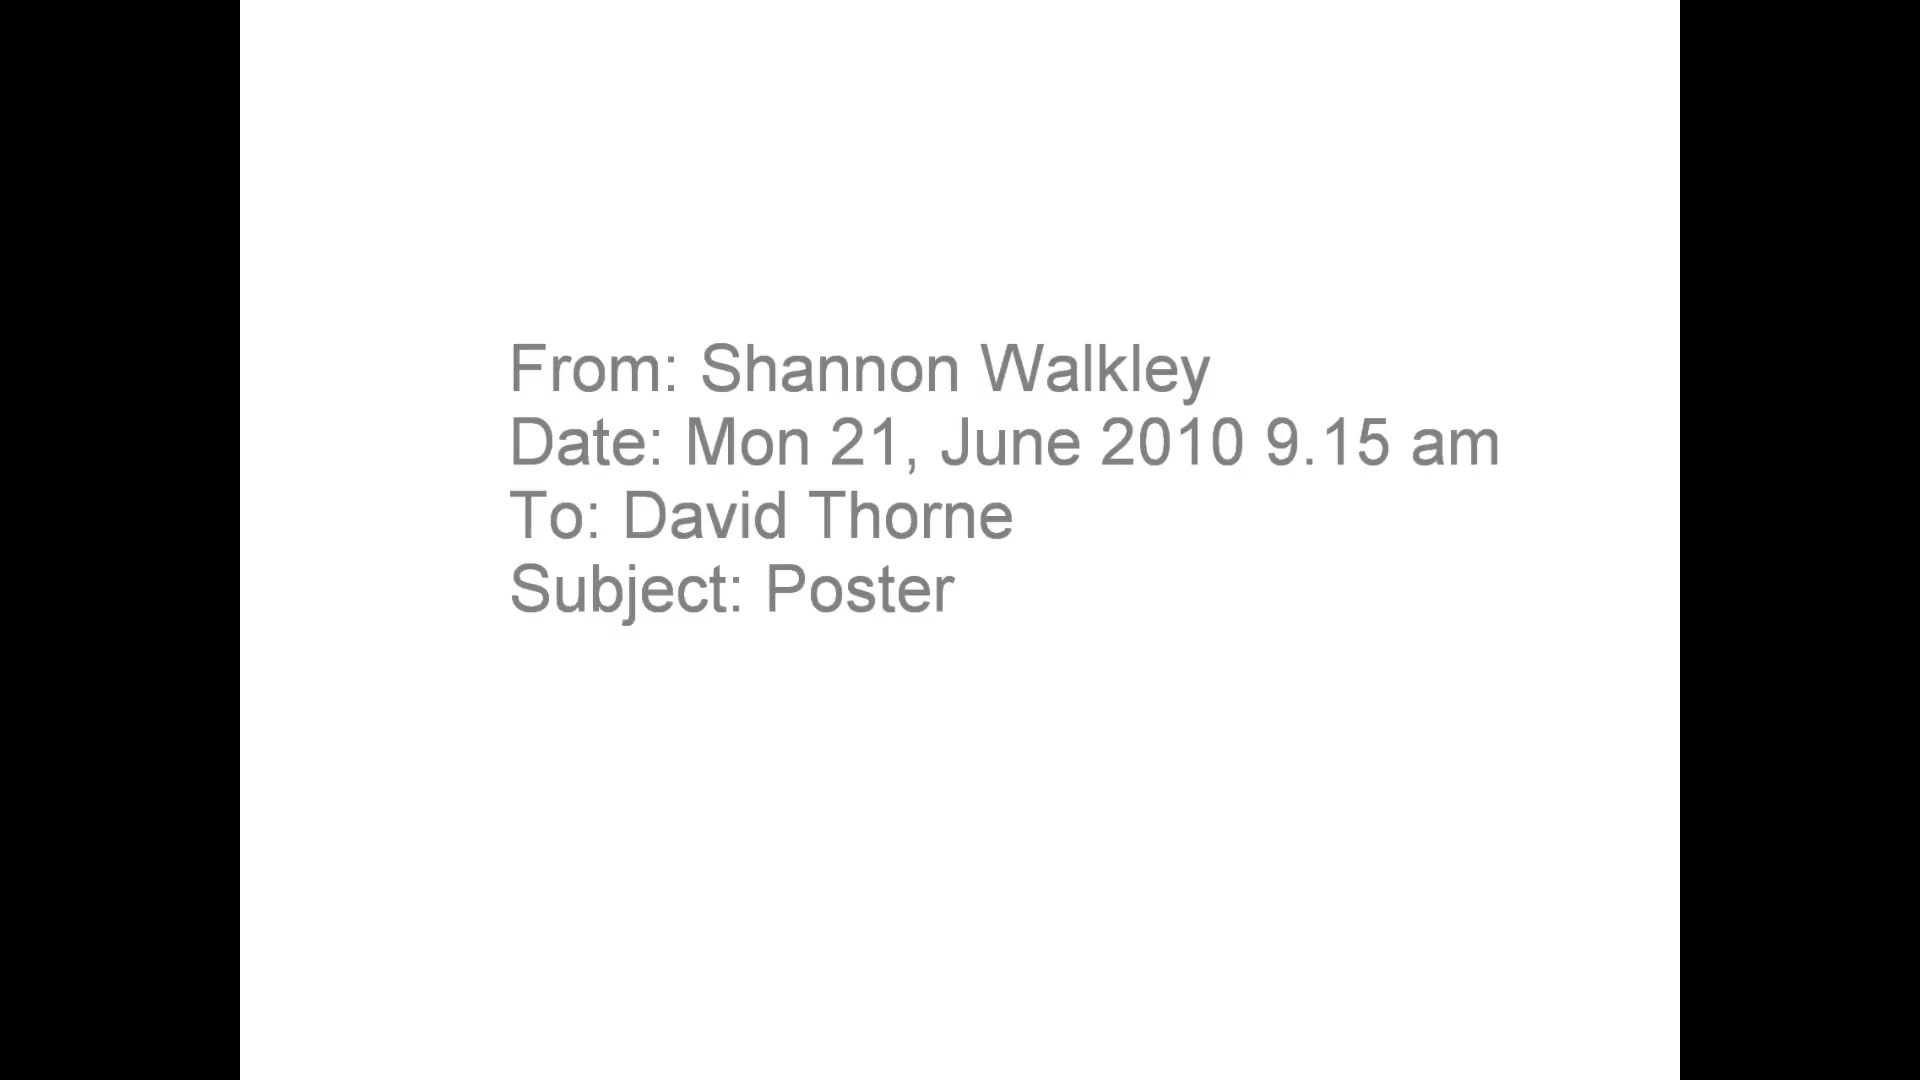 From: Shannon Walkley
Date: Mon 21, June 2010 9.15 am
To: David Thorne
Subject: Poster